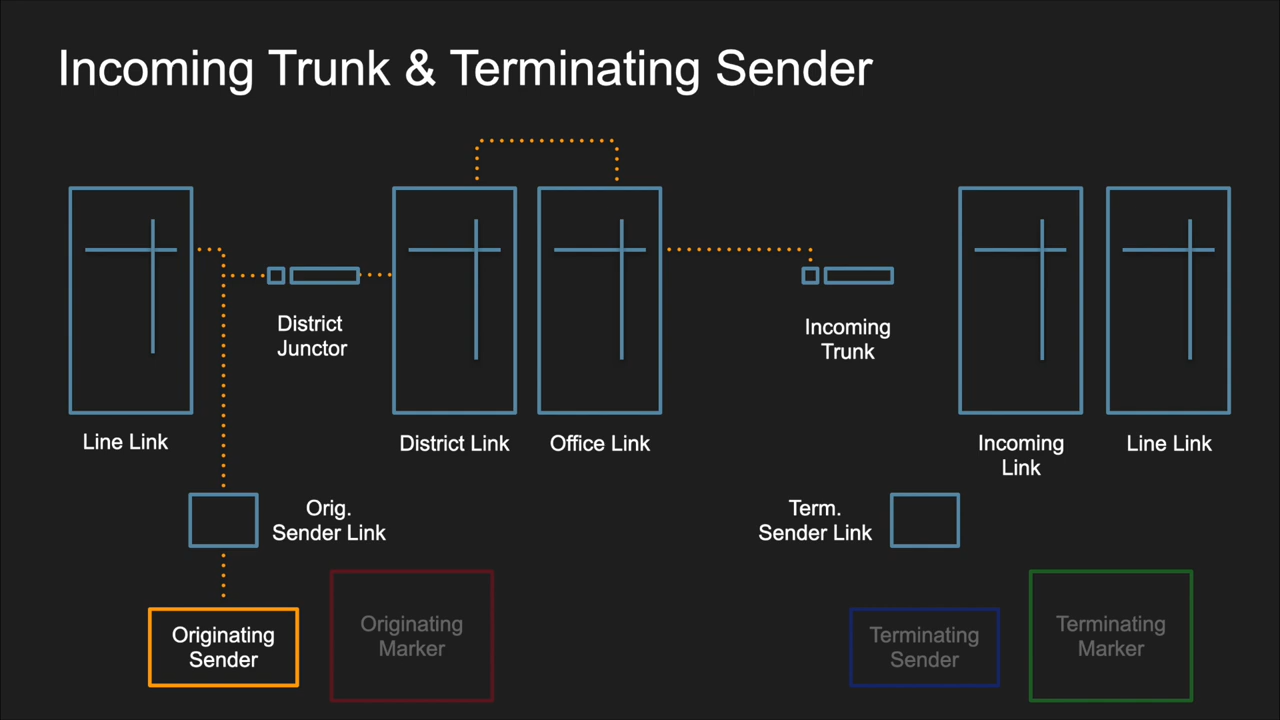 Incoming Trunk & Terminating Sender
District
Junctor
Incoming
Trunk
Line Link
District Link
Office Link
Incoming
Link
Line Link
Orig.
Sender Link
Term.
Sender Link
Originating
Sender
Originating
Marker
Terminating
Sender
Terminating
Marker